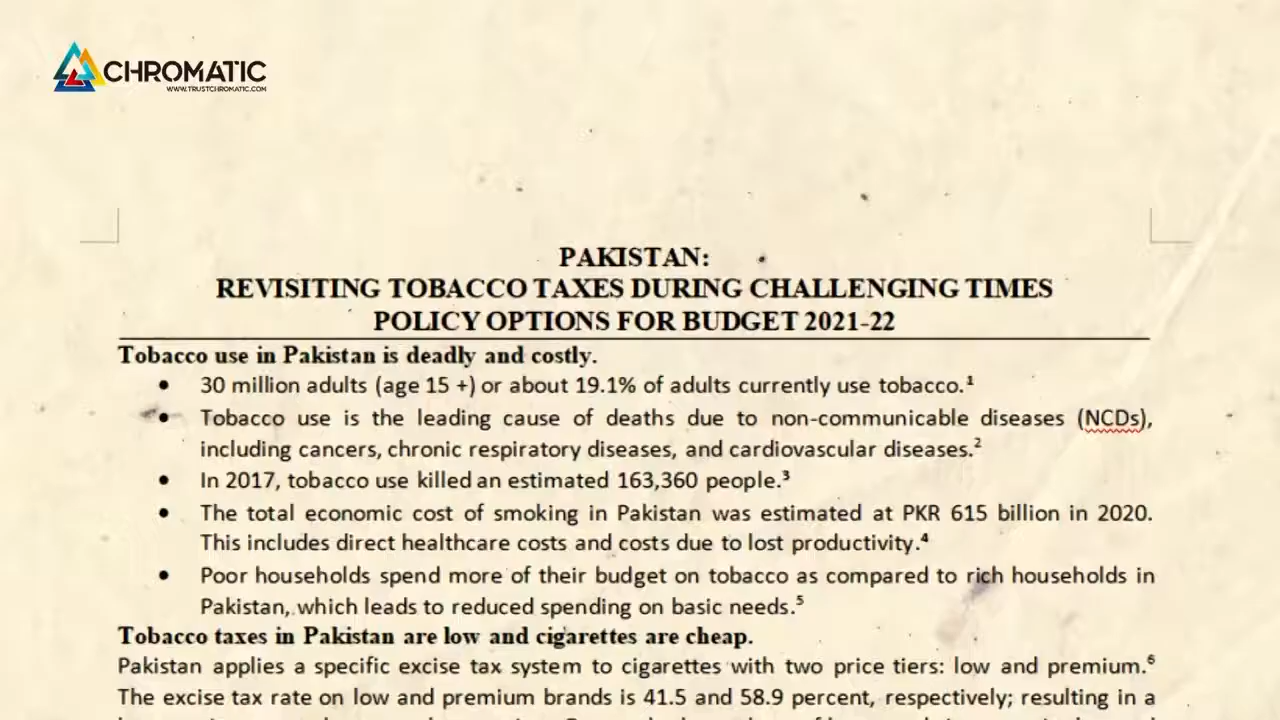 CHROMATIC
WWW.TRUSTCHROMATIC.COM
PAKISTAN:
REVISITING TOBACCO TAXES DURING CHALLENGING TIMES
POLICY OPTIONS FOR BUDGET 2021-22
Tobacco use in Pakistan is deadly and costly.
• 30 million adults (age 15 +) or about 19.1% of adults currently use tobacco.¹
• Tobacco use is the leading cause of deaths due to non-communicable diseases (NCDs),
including cancers, chronic respiratory diseases, and cardiovascular diseases.²
• In 2017, tobacco use killed an estimated 163,360 people.³
• The total economic cost of smoking in Pakistan was estimated at PKR 615 billion in 2020.
This includes direct healthcare costs and costs due to lost productivity.⁴
• Poor households spend more of their budget on tobacco as compared to rich households in
Pakistan, which leads to reduced spending on basic needs.⁵
Tobacco taxes in Pakistan are low and cigarettes are cheap.
Pakistan applies a specific excise tax system to cigarettes with two price tiers: low and premium.⁶
The excise tax rate on low and premium brands is 41.5 and 58.9 percent, respectively; resulting in a